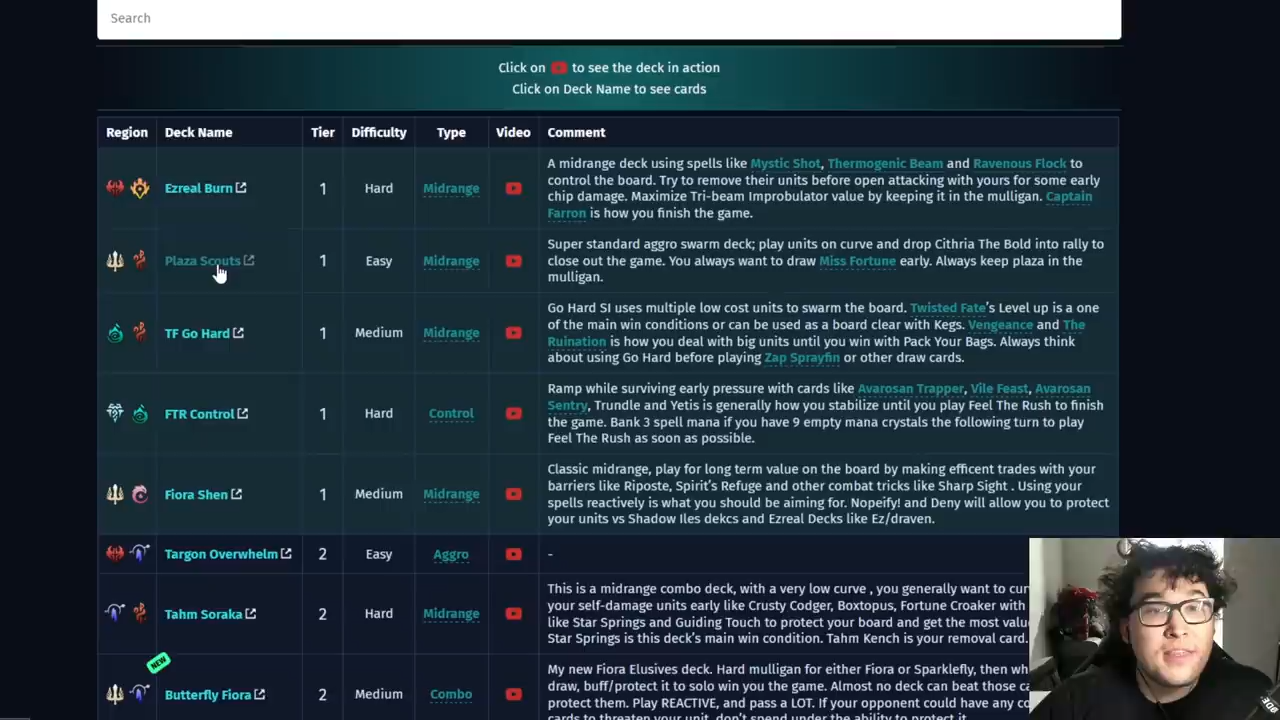 Search
Click on to see the deck in action
Click on Deck Name to see cards
Region Deck Name Tier Difficulty Type Video Comment
Ezreal Burn 1 Hard Midrange
A midrange deck using spells like Mystic Shot, Thermogenic Beam and Ravenous Flock to
control the board. Try to remove their units before open attacking with yours for some early
chip damage. Maximize Tri-beam Improbulator value by keeping it in the mulligan. Captain
Farron is how you finish the game.
Plaza Scouts 1 Easy Midrange
Super standard aggro swarm deck; play units on curve and drop Cithria The Bold into rally to
close out the game. You always want to draw Miss Fortune early. Always keep plaza in the
mulligan.
TF Go Hard 1 Medium Midrange
Go Hard SI uses multiple low cost units to swarm the board. Twisted Fate's Level up is a one
of the main win conditions or can be used as a board clear with Kegs. Vengeance and The
Ruination is how you deal with big units until you win with Pack Your Bags. Always think
about using Go Hard before playing Zap Sprayfin or other draw cards.
FTR Control 1 Hard Control
Ramp while surviving early pressure with cards like Avarosan Trapper, Vile Feast, Avarosan
Sentry, Trundle and Yetis is generally how you stabilize until you play Feel The Rush to finish
the game. Bank 3 spell mana if you have 9 empty mana crystals the following turn to play
Feel The Rush as soon as possible.
Fiora Shen 1 Medium Midrange
Classic midrange, play for long term value on the board by making efficent trades with your
barriers like Riposte, Spirit's Refuge and other combat tricks like Sharp Sight . Using your
spells reactively is what you should be aiming for. Nopeify! and Deny will allow you to protect
your units vs Shadow Iles dekcs and Ezreal Decks like Ez/draven.
Targon Overwhelm 2 Easy Aggro -
Tahm Soraka 2 Hard Midrange
This is a midrange combo deck, with a very low curve , you generally want to cur
your self-damage units early like Crusty Codger, Boxtopus, Fortune Croaker with
like Star Springs and Guiding Touch to protect your board and get the most value
Star Springs is this deck's main win condition. Tahm Kench is your removal card.
NEW
Butterfly Fiora 2 Medium Combo
My new Fiora Elusives deck. Hard mulligan for either Fiora or Sparklefly, then wh
draw, buff/protect it to solo win you the game. Almost no deck can beat those ca
protect them. Play REACTIVE, and pass a LOT. If your opponent could have any co
cards to threaten your unit, don't spend under the ability to protect it.